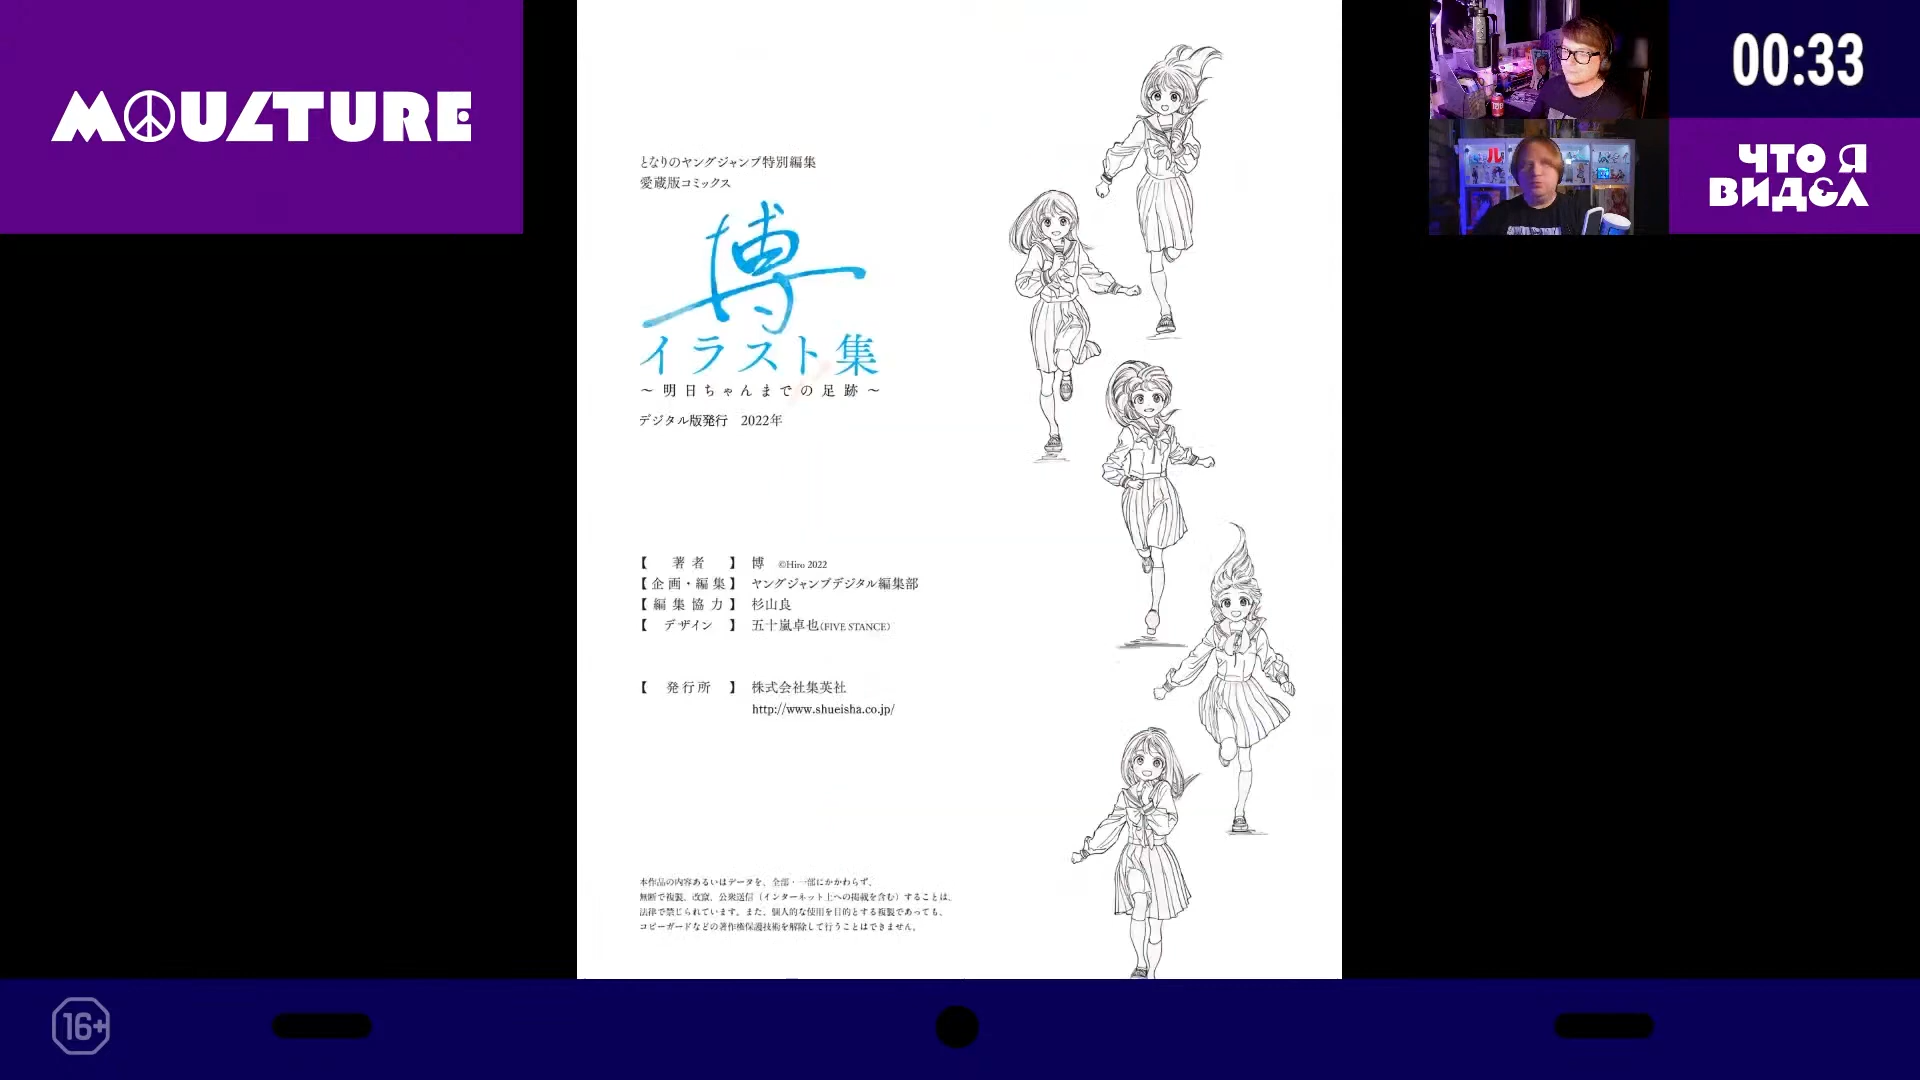 MOULTURE
00:33
ЧТО Я
ВИДЕЛ
となりのヤングジャンプ特別編集
愛蔵版コミックス
博
イラスト集
～明日ちゃんまでの足跡～
デジタル版発行 2022年
【 著者 】 博 ©Hiro 2022
【企画・編集】 ヤングジャンプデジタル編集部
【編集協力】 杉山良
【 デザイン 】 五十嵐卓也(FIVE STANCE)
【 発行所 】 株式会社集英社
http://www.shueisha.co.jp/
本作品の内容あるいはデータを、全部・一部にかかわらず、
無断で複製、改竄、公衆送信（インターネット上への掲載を含む）することは、
法律で禁じられています。また、個人的な使用を目的とする複製であっても、
コピーガードなどの著作権保護技術を解除して行うことはできません。
16+